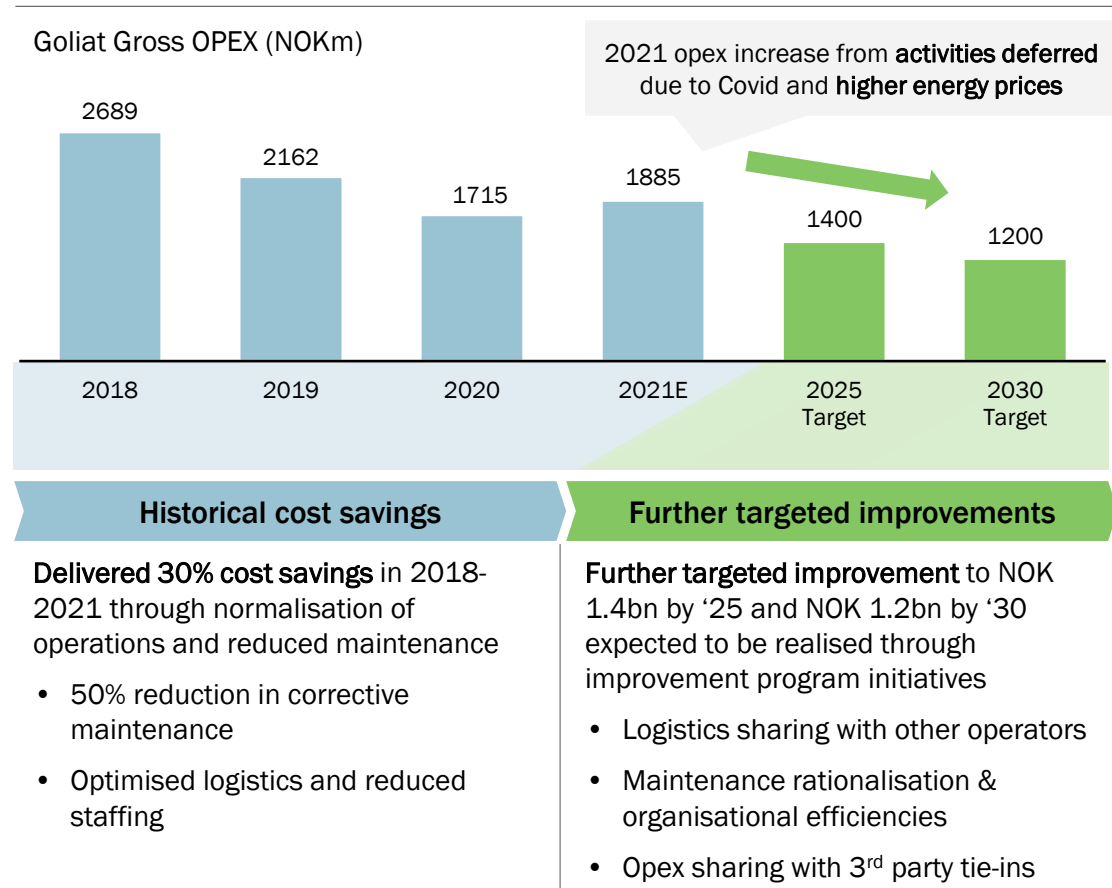 Goliat Gross OPEX (NOKm)
2021 opex increase from activities deferred
due to Covid and higher energy prices
2689
2162
1715
1885
1400
1200
2018
2019
2020
2021E
2025
Target
2030
Target
Historical cost savings
Delivered 30% cost savings in 2018-
2021 through normalisation of
operations and reduced maintenance
• 50% reduction in corrective
maintenance
• Optimised logistics and reduced
staffing
Further targeted improvements
Further targeted improvement to NOK
1.4bn by ‘25 and NOK 1.2bn by ‘30
expected to be realised through
improvement program initiatives
• Logistics sharing with other operators
• Maintenance rationalisation &
organisational efficiencies
• Opex sharing with 3rd party tie-ins